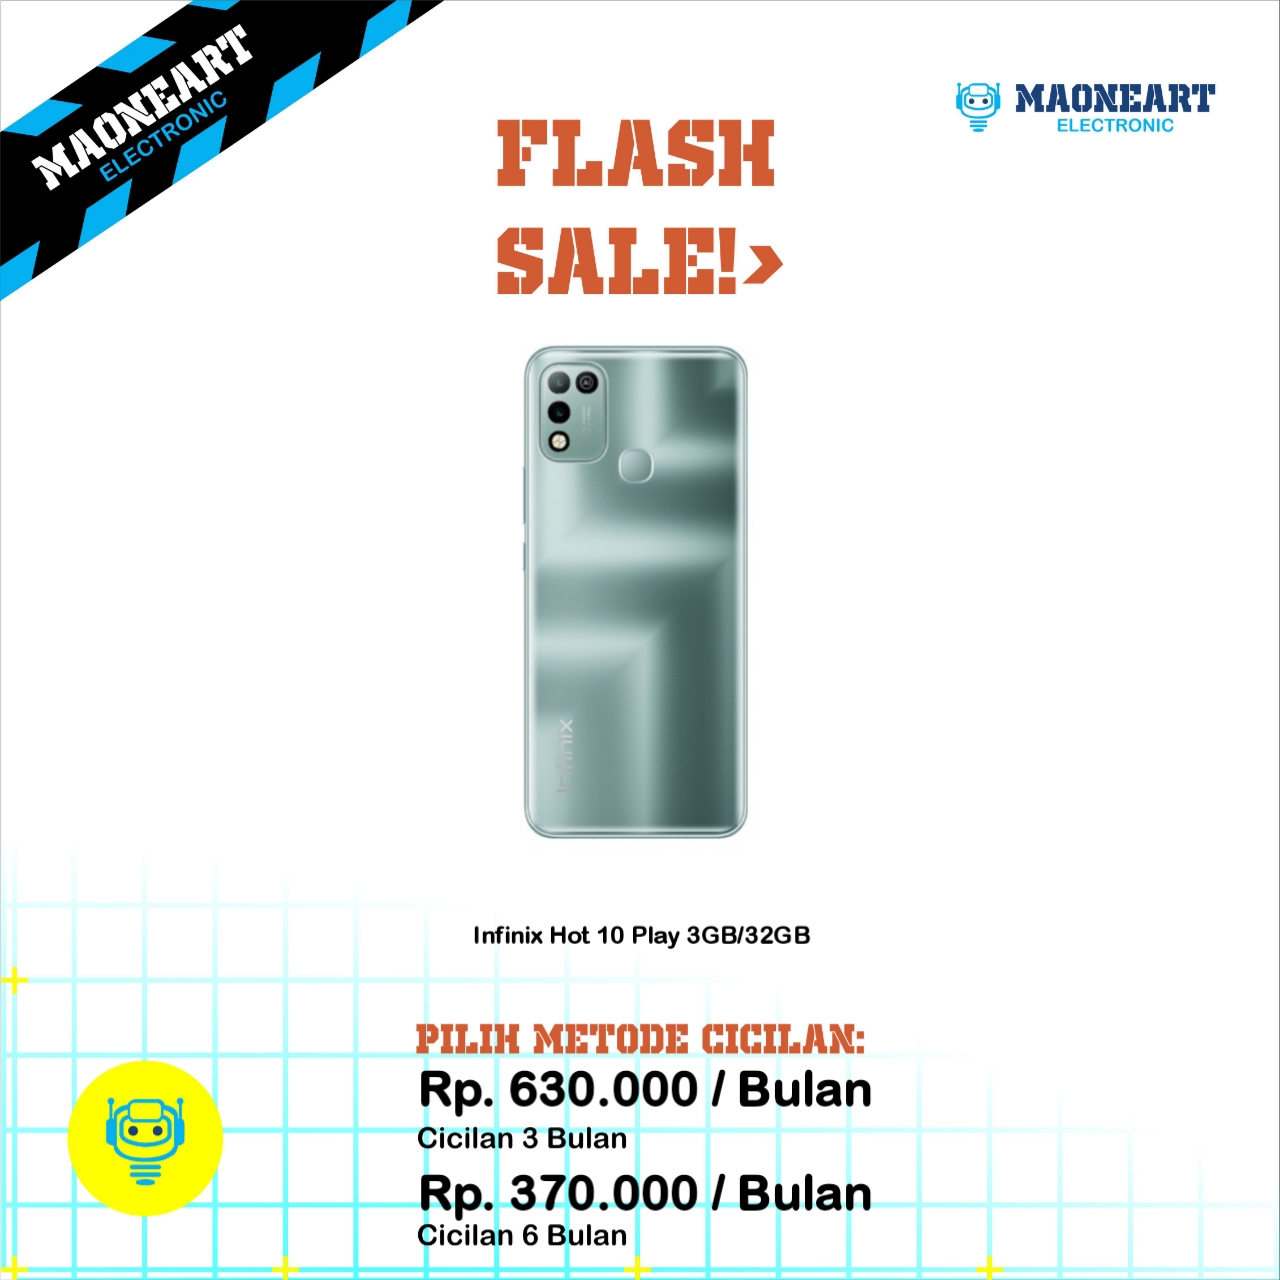 MAONEART
ELECTRONIC
MAONEART
ELECTRONIC
FLASH
SALE!
AI
Infinix
Infinix Hot 10 Play 3GB/32GB
PILIH METODE CICILAN:
Rp. 630.000 / Bulan
Cicilan 3 Bulan
Rp. 370.000 / Bulan
Cicilan 6 Bulan